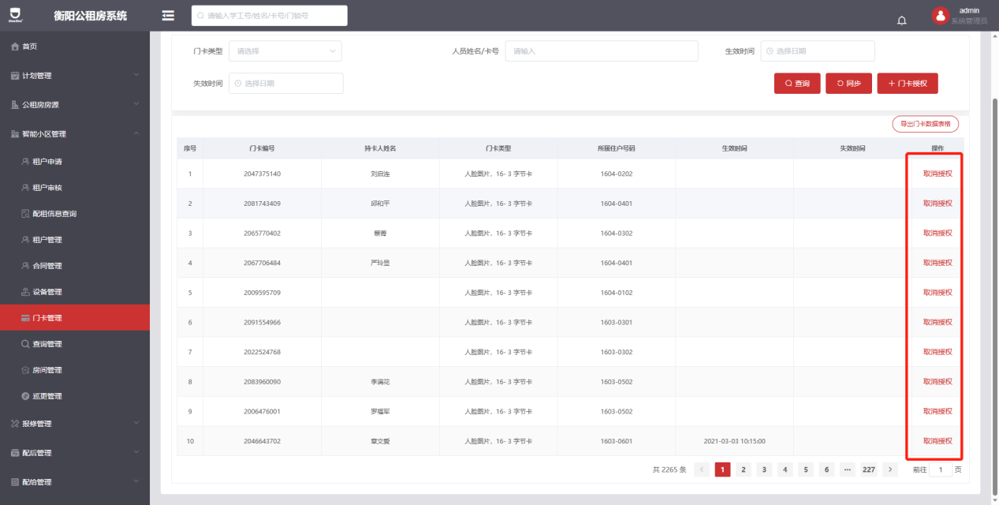 doudou
衡阳公租房系统
请输入学工号/姓名/卡号/门锁号
admin
系统管理员
首页
计划管理
公租房房源
智能小区管理
租户申请
租户审核
配租信息查询
租户管理
合同管理
设备管理
门卡管理
查询管理
房间管理
巡更管理
报修管理
配后管理
配给管理
门卡类型 请选择 人员姓名/卡号 请输入 生效时间 选择日期
失效时间 选择日期 查询 同步 + 门卡授权
导出门卡数据表格
序号 门卡编号 持卡人姓名 门卡类型 所属住户号码 生效时间 失效时间 操作
1 2047375140 刘启连 人脸图片，16- 3 字节卡 1604-0202 取消授权
2 2081743409 邱和平 人脸图片，16- 3 字节卡 1604-0401 取消授权
3 2065770402 蔡善 人脸图片，16- 3 字节卡 1604-0302 取消授权
4 2067706484 严玲昱 人脸图片，16- 3 字节卡 1604-0401 取消授权
5 2009595709 人脸图片，16- 3 字节卡 1604-0102 取消授权
6 2091554966 人脸图片，16- 3 字节卡 1603-0301 取消授权
7 2022524768 人脸图片，16- 3 字节卡 1603-0302 取消授权
8 2083960090 李满花 人脸图片，16- 3 字节卡 1603-0502 取消授权
9 2006476001 罗福军 人脸图片，16- 3 字节卡 1603-0502 取消授权
10 2046643702 章文爱 人脸图片，16- 3 字节卡 1603-0601 2021-03-03 10:15:00 取消授权
共 2265 条 < 1 2 3 4 5 6 ··· 227 > 前往 1 页